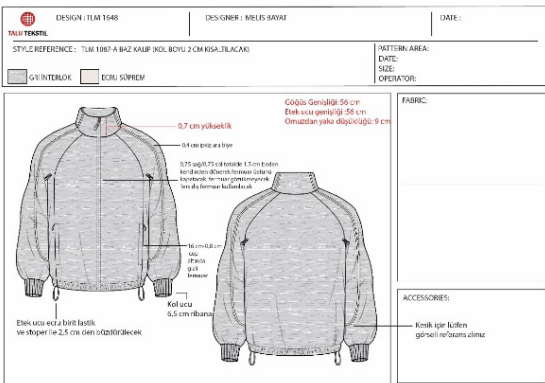 TALU TEKSTİL
DESIGN : TLM 1648
DESIGNER : MELİS BAYAT
DATE :
STYLE REFERENCE : TLM 1087-A BAZ KALIP (KOL BOYU 2 CM KISALTILACAK)
PATTERN AREA:
DATE:
SIZE:
OPERATOR:
GRİ İNTERLOK
ECRU SÜPREM
Göğüs Genişliği: 56 cm
Etek ucu genişliği :56 cm
Omuzdan yaka düşüklüğü: 9 cm
FABRIC:
0,7 cm yükseklik
0,4 cm ipsiz ara biye
0,75 sağ/0,75 sol totalde 1,5 cm beden
kendinden dönerek fermuar üstünü
kapatacak, fermuar görülmeyecek
fermuar kullanılacak
16 cm-0,8 cm
altında
gizli
fermuar
Kol ucu
6,5 cm ribana
Etek ucu ecru birit lastik
ve stoper ile 2,5 cm den büzdürülecek
ACCESSORIES:
Kesik için lütfen
görseli referans alınız